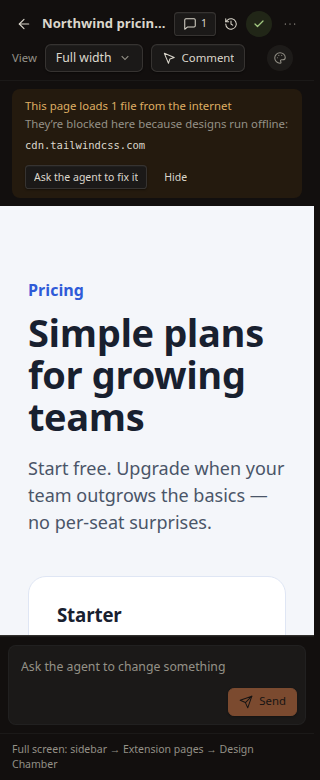 Northwind pricin... 1
View Full width Comment
This page loads 1 file from the internet
They're blocked here because designs run offline:
cdn.tailwindcss.com
Ask the agent to fix it Hide
Pricing
Simple plans
for growing
teams
Start free. Upgrade when your
team outgrows the basics —
no per-seat surprises.
Starter
Ask the agent to change something
Send
Full screen: sidebar → Extension pages → Design
Chamber